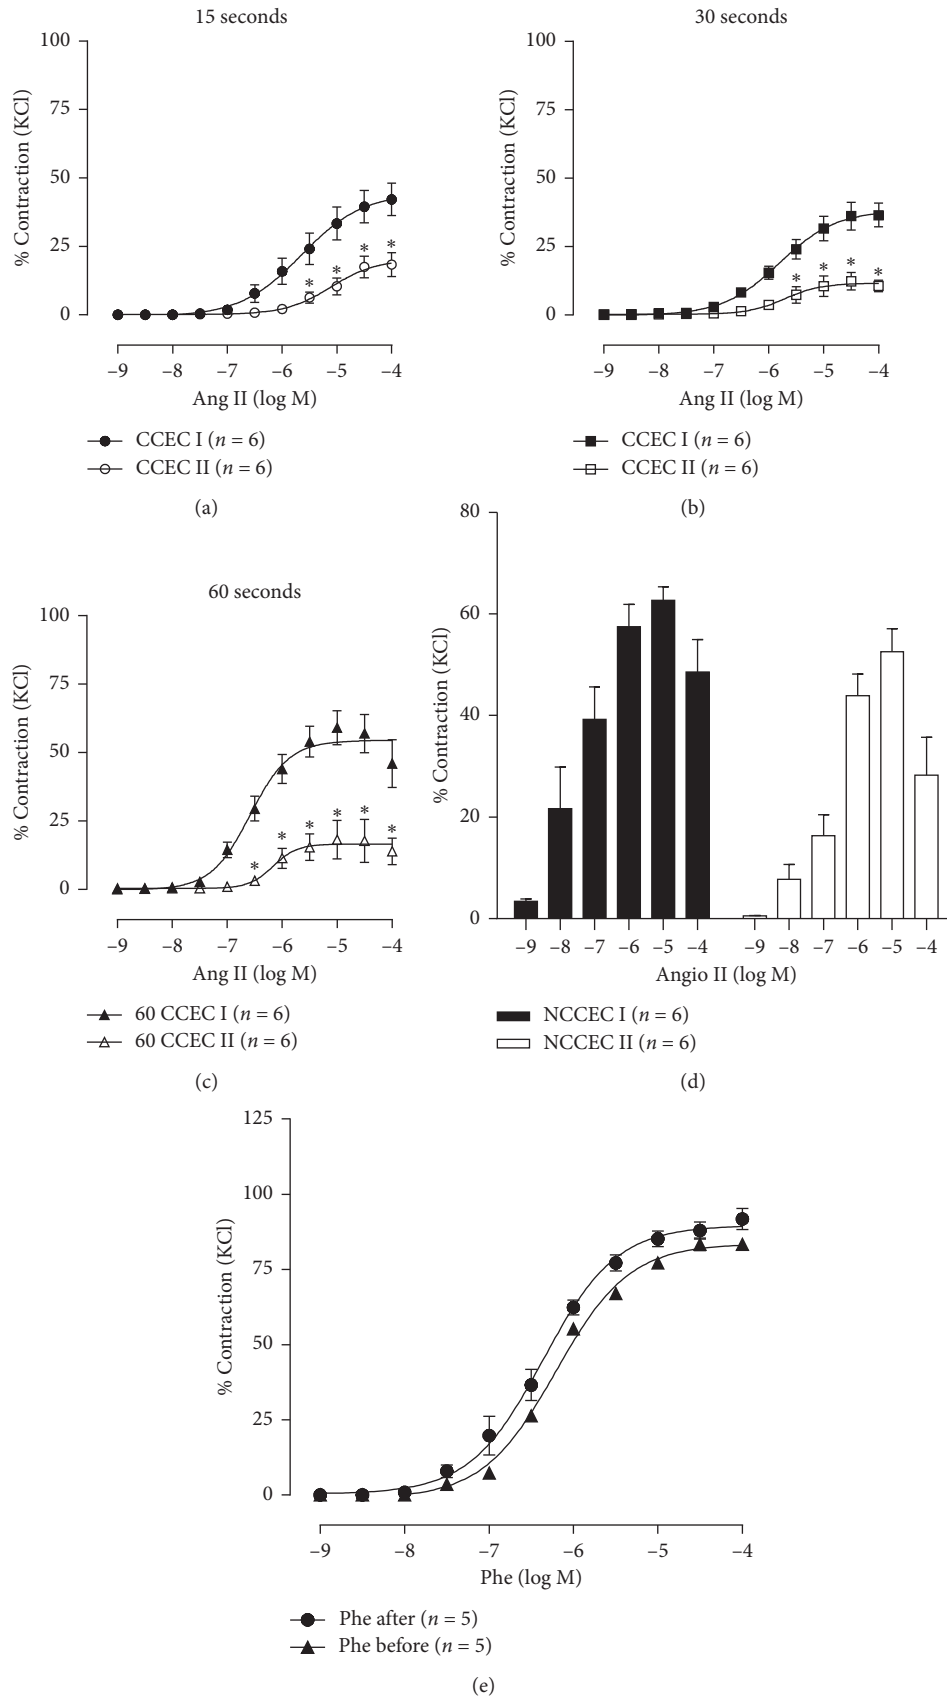 15 seconds
100
75
50
25
0
% Contraction (KCl)
–9 –8 –7 –6 –5 –4
* * * *
Ang II (log M)
CCEC I (n = 6)
CCEC II (n = 6)
(a)
30 seconds
100
75
50
25
0
% Contraction (KCl)
* * * *
–9 –8 –7 –6 –5 –4
Ang II (log M)
CCEC I (n = 6)
CCEC II (n = 6)
(b)
60 seconds
100
75
50
25
0
% Contraction (KCl)
* * * * * *
–9 –8 –7 –6 –5 –4
Ang II (log M)
60 CCEC I (n = 6)
60 CCEC II (n = 6)
(c)
80
60
40
20
0
% Contraction (KCl)
–9 –8 –7 –6 –5 –4 –9 –8 –7 –6 –5 –4
Angio II (log M)
NCCEC I (n = 6)
NCCEC II (n = 6)
(d)
125
100
75
50
25
0
% Contraction (KCl)
–9 –8 –7 –6 –5 –4
Phe (log M)
Phe after (n = 5)
Phe before (n = 5)
(e)